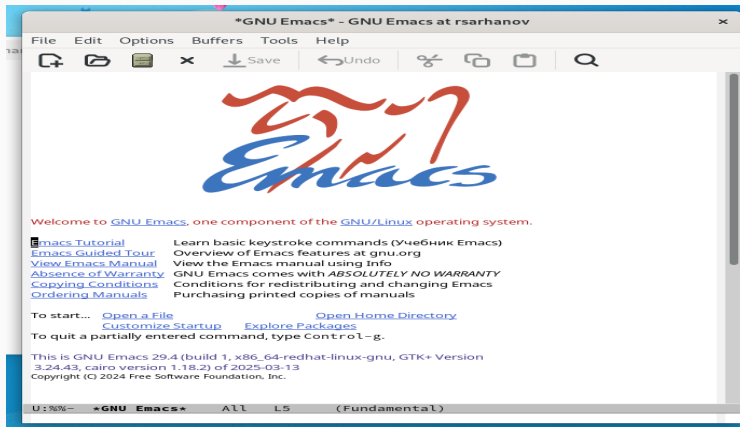 *GNU Emacs* - GNU Emacs at rsarhanov ×
File Edit Options Buffers Tools Help
Save Undo
Emacs
Welcome to GNU Emacs, one component of the GNU/Linux operating system.
Emacs Tutorial Learn basic keystroke commands (Учебник Emacs)
Emacs Guided Tour Overview of Emacs features at gnu.org
View Emacs Manual View the Emacs manual using Info
Absence of Warranty GNU Emacs comes with ABSOLUTELY NO WARRANTY
Copying Conditions Conditions for redistributing and changing Emacs
Ordering Manuals Purchasing printed copies of manuals
To start... Open a File Open Home Directory
Customize Startup Explore Packages
To quit a partially entered command, type Control-g.
This is GNU Emacs 29.4 (build 1, x86_64-redhat-linux-gnu, GTK+ Version
3.24.43, cairo version 1.18.2) of 2025-03-13
Copyright (C) 2024 Free Software Foundation, Inc.
U:%%- *GNU Emacs* All L5 (Fundamental)